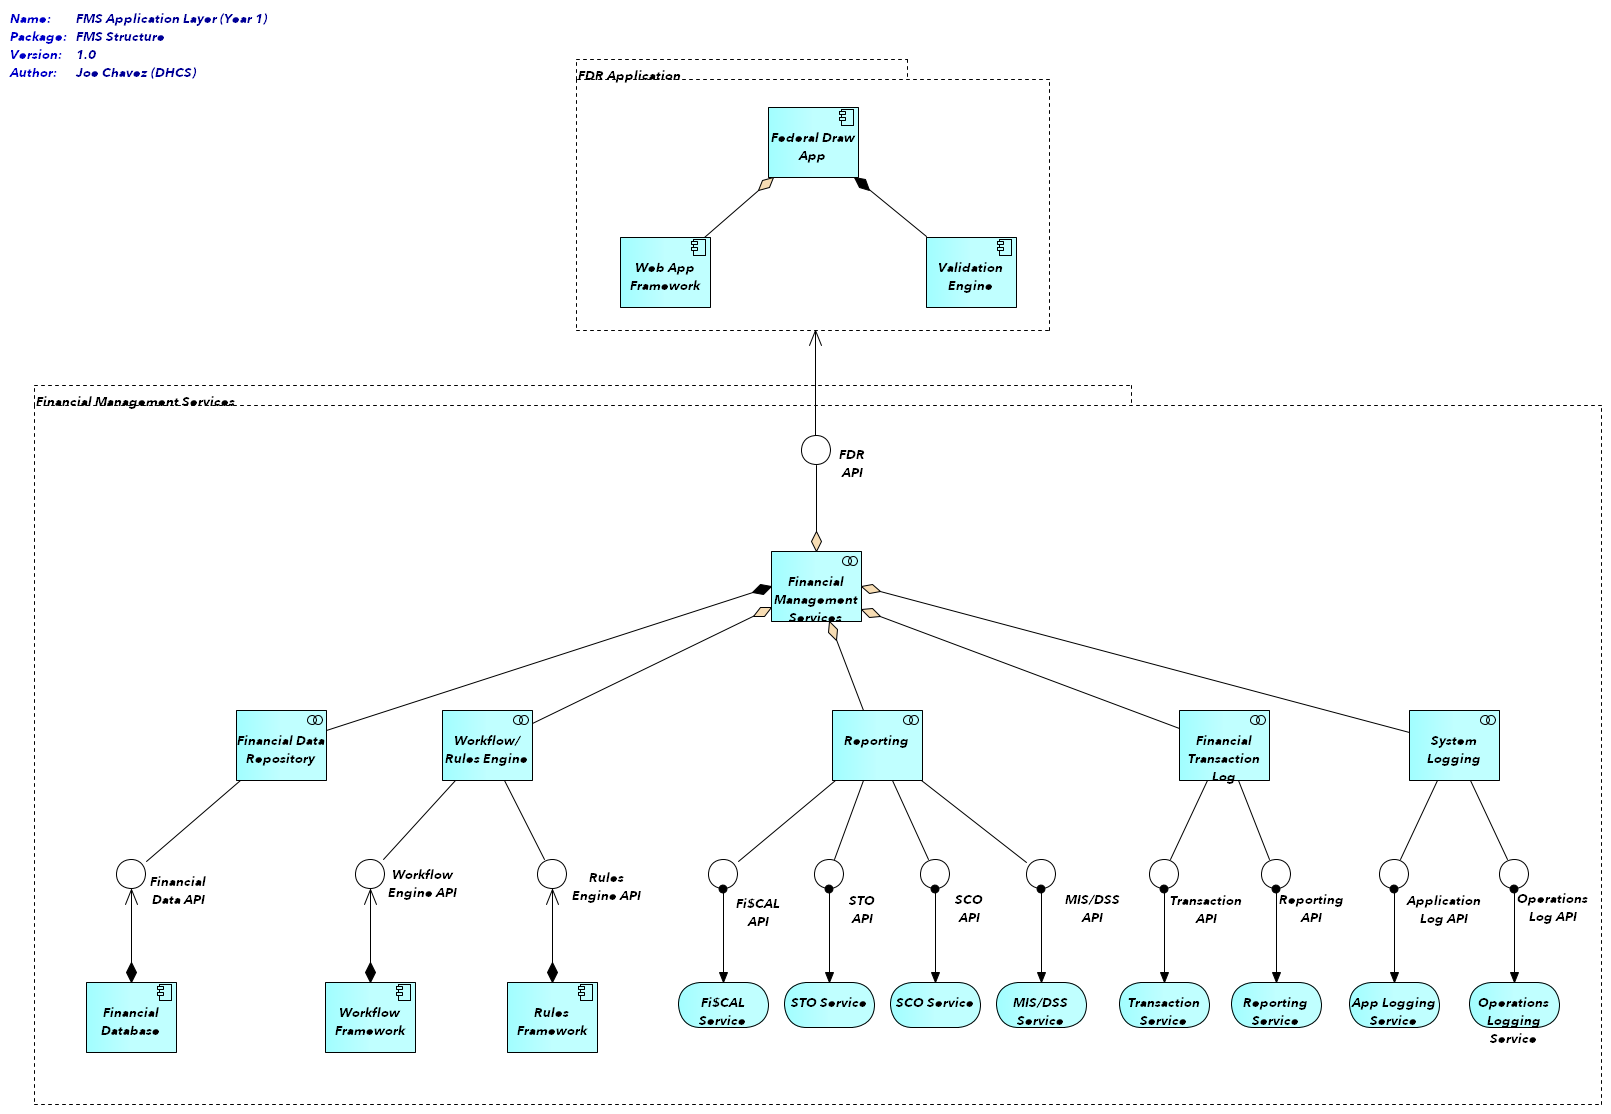 Name: FMS Application Layer (Year 1)
Package: FMS Structure
Version: 1.0
Author: Joe Chavez (DHCS)
FDR Application
Federal Draw
App
Web App
Framework
Validation
Engine
Financial Management Services
FDR
API
Financial
Management
Services
Financial Data
Repository
Workflow/
Rules Engine
Reporting
Financial
Transaction
Log
System
Logging
Financial
Data API
Workflow
Engine API
Rules
Engine API
Fi$CAL
API
STO
API
SCO
API
MIS/DSS
API
Transaction
API
Reporting
API
Application
Log API
Operations
Log API
Financial
Database
Workflow
Framework
Rules
Framework
Fi$CAL
Service
STO Service
SCO Service
MIS/DSS
Service
Transaction
Service
Reporting
Service
App Logging
Service
Operations
Logging
Service